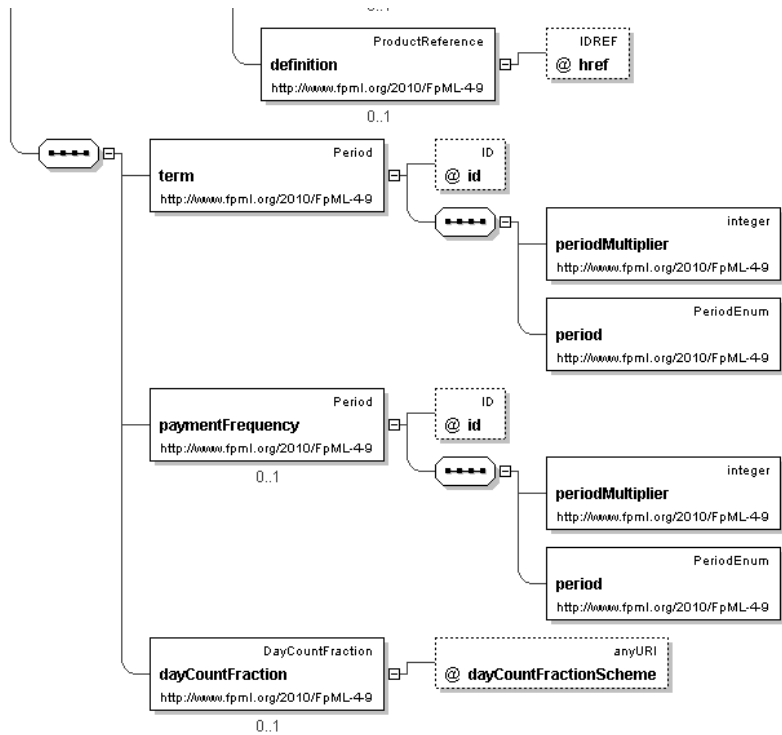 ProductReference
definition
http://www.fpml.org/2010/FpML-4-9
0..1
IDREF
@ href
Period
term
http://www.fpml.org/2010/FpML-4-9
ID
@ id
integer
periodMultiplier
http://www.fpml.org/2010/FpML-4-9
PeriodEnum
period
http://www.fpml.org/2010/FpML-4-9
Period
paymentFrequency
http://www.fpml.org/2010/FpML-4-9
0..1
ID
@ id
integer
periodMultiplier
http://www.fpml.org/2010/FpML-4-9
PeriodEnum
period
http://www.fpml.org/2010/FpML-4-9
DayCountFraction
dayCountFraction
http://www.fpml.org/2010/FpML-4-9
0..1
anyURI
@ dayCountFractionScheme